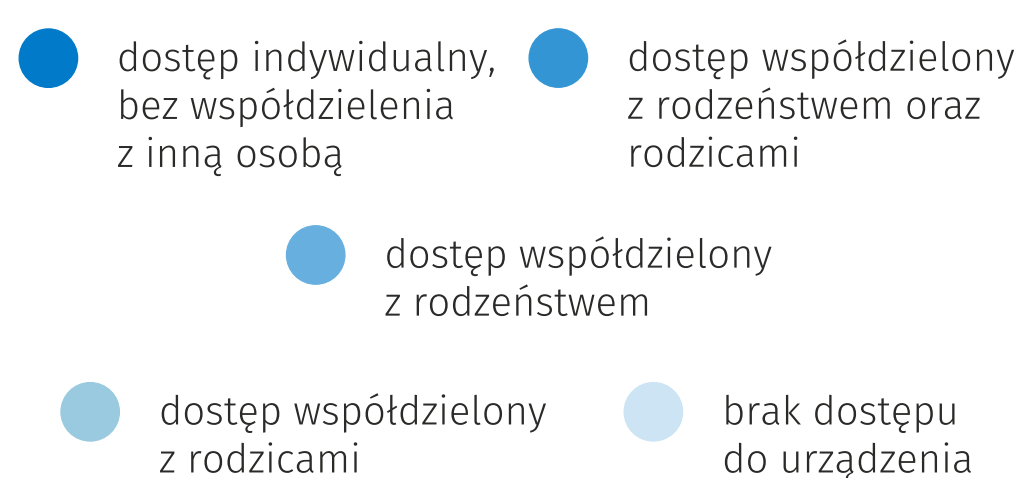 dostęp indywidualny,
bez współdzielenia
z inną osobą
dostęp współdzielony
z rodzeństwem oraz
rodzicami
dostęp współdzielony
z rodzeństwem
dostęp współdzielony
z rodzicami
brak dostępu
do urządzenia